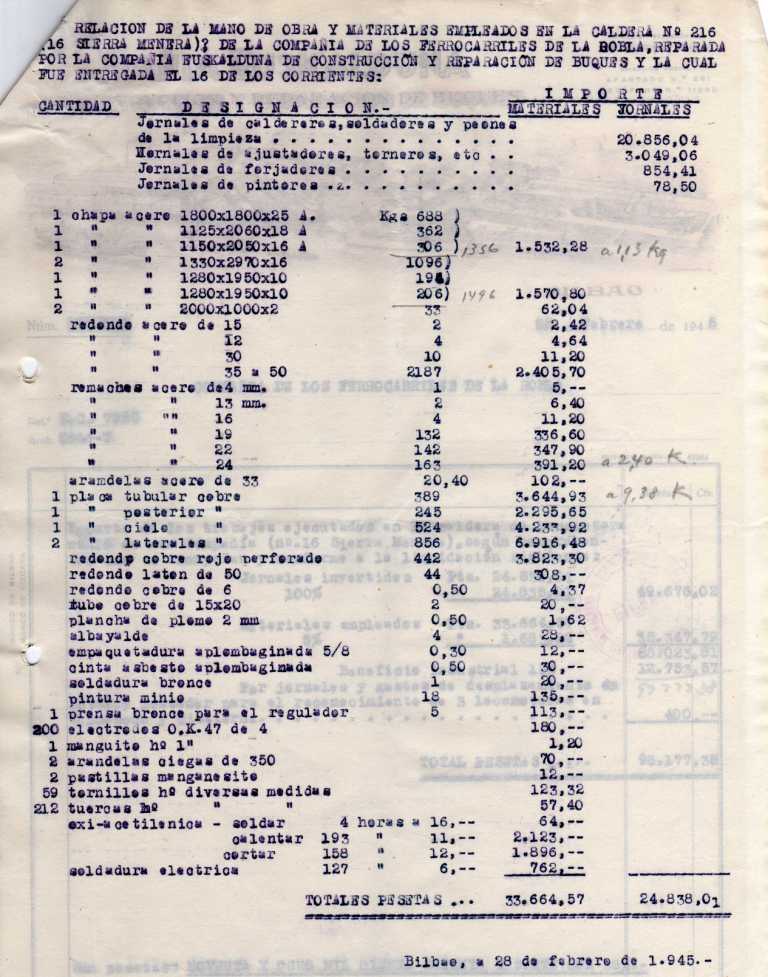 RELACION DE LA MANO DE OBRA Y MATERIALES EMPLEADOS EN LA CALDERA Nº 216
(16 SIERRA MENERA)? DE LA COMPAÑIA DE LOS FERROCARRILES DE LA ROBLA, REPARADA
POR LA COMPAÑIA EUSKALDUNA DE CONSTRUCCIÓN Y REPARACIÓN DE BUQUES Y LA CUAL
FUE ENTREGADA EL 16 DE LOS CORRIENTES:
I M P O R T E
CANTIDAD D E S I G N A C I O N.- MATERIALES JORNALES
Jornales de caldereros, soldadores y peones
de la limpieza . . . . . . . . . . . . . . . 20.856,04
Hornales de ajustadores, torneros, etc . . . 3.049,06
Jornales de forjadores . . . . . . . . . . . 854,41
Jornales de pintores .2. . . . . . . . . . . 78,50
1 chapa acero 1800x1800x25 A. Kgs 688 )
1 " " 1125x2060x18 A 362)
1 " " 1150x2050x16 A 306 ) 1356 1.532,28 a 1,13 Kg
2 " " 1330x2970x16 1096)
1 " " 1280x1950x10 194)
1 " " 1280x1950x10 206) 1496 1.570,80
2 " " 2000x1000x2 33 62,04
redondo acero de 15 2 2,42
" " 12 4 4,64
" " 30 10 11,20
" " 35 a 50 2187 2.405,70
remaches acero de 4 mm. 1 5,--
" " 13 mm. 2 6,40
" "" 16 4 11,20
" " 19 132 336,60
" " 22 142 347,90
" " 24 163 391,20 a 2,40 K
arandelas acero de 33 20,40 102,--
1 placa tubular cobre 389 3.644,93 a 9,38 K
1 " posterior " 245 2.295,65
1 " cielo " 524 4.233,92
2 " laterales " 856 6.916,48
redondo cobre rojo perforado 442 3.823,30
redondo laton de 50 44 308,--
redondo cobre de 6 0,50 4,37
tubo cobre de 15x20 2 20,--
plancha de plomo 2 mm 0,50 1,62
albayalde 4 28,--
empaquetadura aplombaginada 5/8 0,30 12,--
cinta asbesto aplombaginada 0,50 30,--
soldadura bronce 1 20,--
pintura minio 18 135,--
1 prensa bronce para el regulador 5 113,--
200 electrodos O.K.47 de 4 180,--
1 manguito hº 1" 1,20
2 arandelas ciegas de 350 70,--
2 pastillas manganesito 12,--
59 tornillos hº diversas medidas 123,32
212 tuercas hº " " 57,40
oxi-acetilenica - soldar 4 horas a 16,-- 64,--
calentar 193 " 11,-- 2.123,--
cortar 158 " 12,-- 1.896,--
soldadura electrica 127 " 6,-- 762,--
TOTALES PESETAS ... 33.664,57 24.838,01
Bilbao, a 28 de febrero de 1.945.-